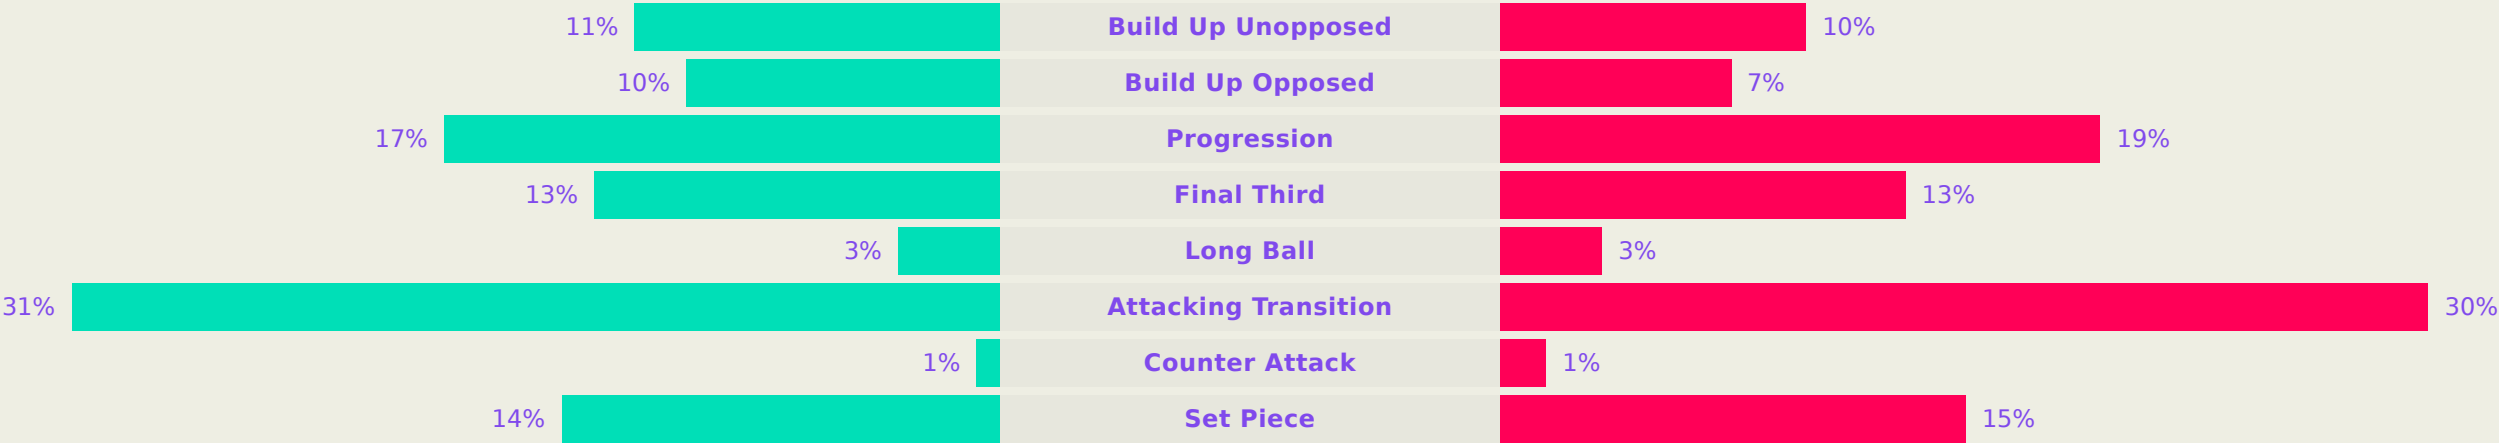 11% Build Up Unopposed 10%
10% Build Up Opposed 7%
17% Progression 19%
13% Final Third 13%
3% Long Ball 3%
31% Attacking Transition 30%
1% Counter Attack 1%
14% Set Piece 15%